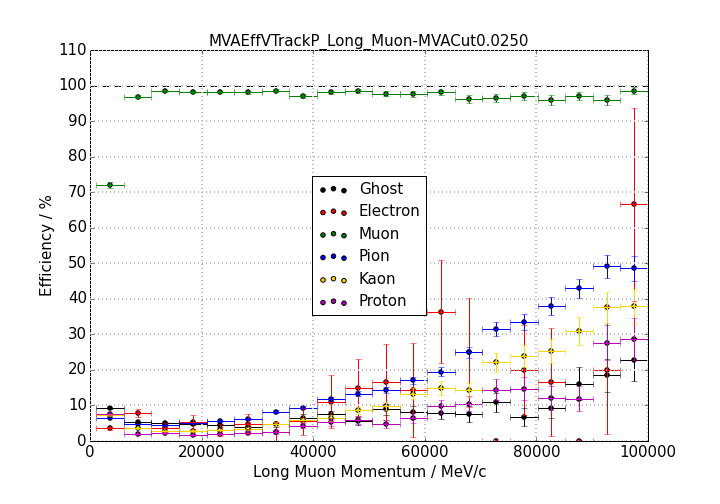 MVAEffVTrackP_Long_Muon-MVACut0.0250
110
100
90
80
70
60
50
40
30
20
10
0
Efficiency / %
Ghost
Electron
Muon
Pion
Kaon
Proton
0 20000 40000 60000 80000 100000
Long Muon Momentum / MeV/c